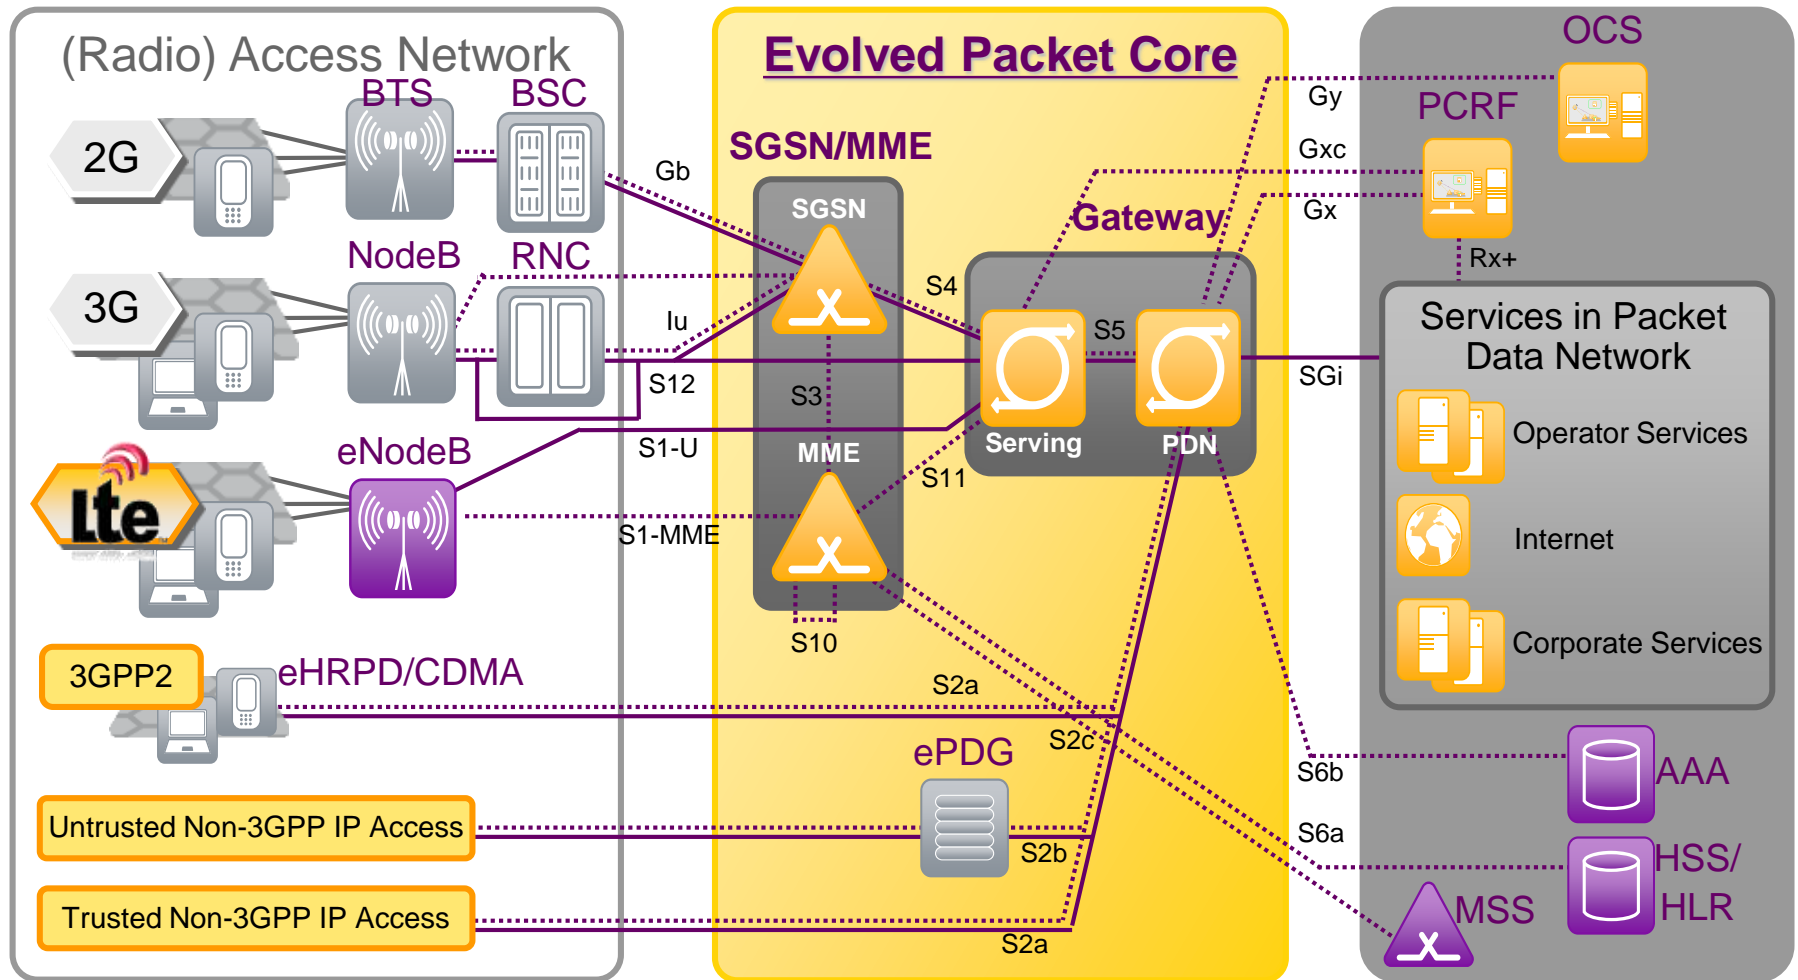 (Radio) Access Network
Evolved Packet Core
OCS
BTS
BSC
Gy
PCRF
2G
SGSN/MME
Gxc
Gb
SGSN
Gateway
Gx
NodeB
RNC
Rx+
3G
Iu
S4
Services in Packet
Data Network
S5
SGi
S12
S3
eNodeB
S1-U
MME
Serving
PDN
Operator Services
S11
Lte
S1-MME
Internet
S10
Corporate Services
3GPP2
eHRPD/CDMA
S2a
S2c
ePDG
S6b
AAA
Untrusted Non-3GPP IP Access
S2b
S6a
HSS/
HLR
Trusted Non-3GPP IP Access
S2a
MSS